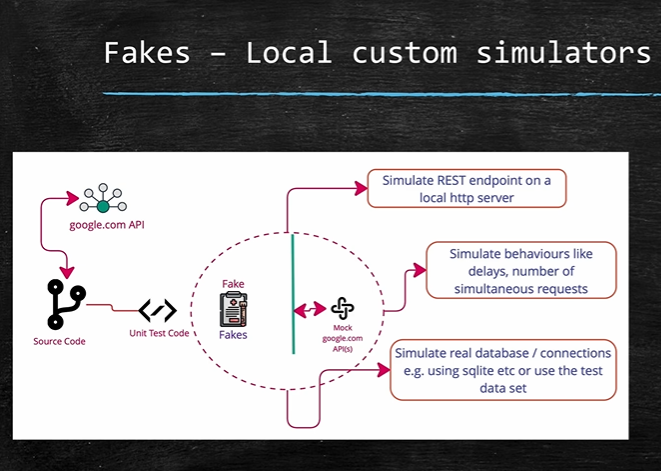 Fakes – Local custom simulators
Simulate REST endpoint on a
local http server
google.com API
Simulate behaviours like
delays, number of
simultaneous requests
Fake
Fakes
Source Code
Unit Test Code
Mock
google.com
API(s)
Simulate real database / connections
e.g. using sqlite etc or use the test
data set